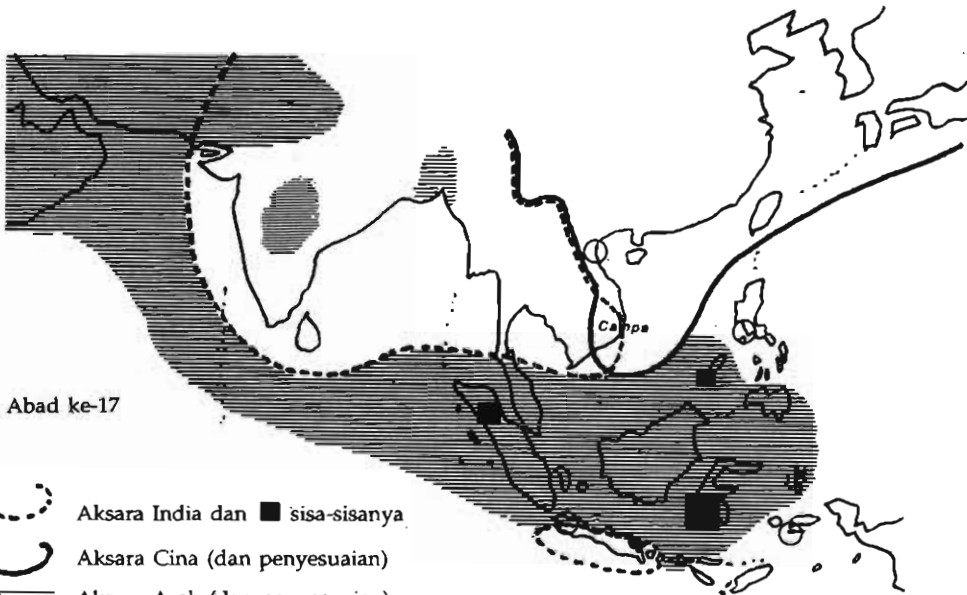 Campa
Abad ke-17
Aksara India dan ■ sisa-sisanya
Aksara Cina (dan penyesuaian)